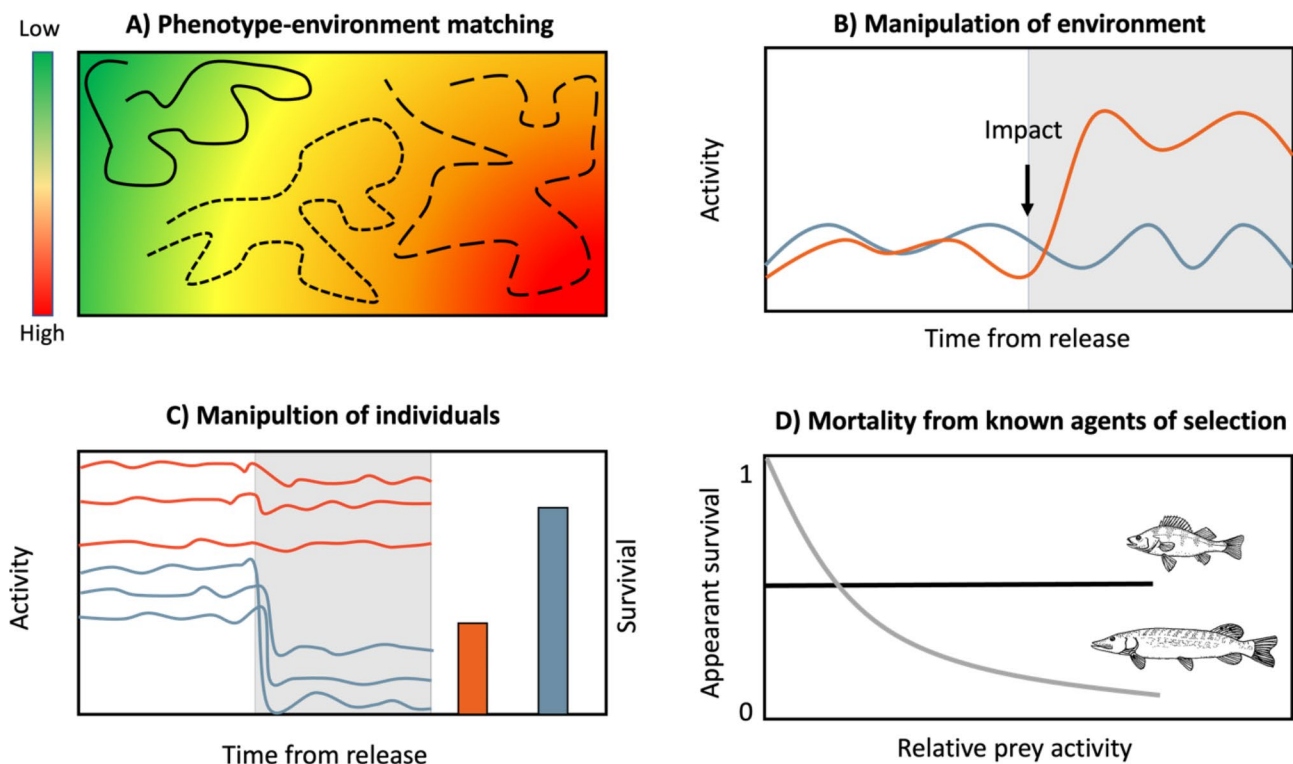 A) Phenotype-environment matching
Low
High
B) Manipulation of environment
Activity
Impact
Time from release
C) Manipultion of individuals
Activity
Survivial
Time from release
D) Mortality from known agents of selection
Appearant survival
1
0
Relative prey activity